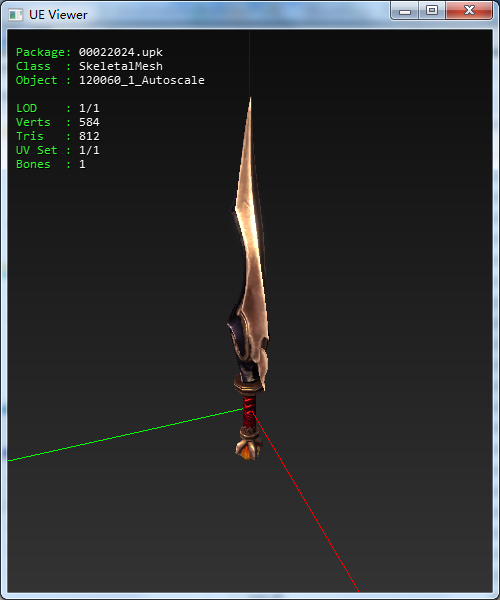 UE Viewer
Package: 00022024.upk
Class : SkeletalMesh
Object : 120060_1_Autoscale
LOD : 1/1
Verts : 584
Tris : 812
UV Set : 1/1
Bones : 1